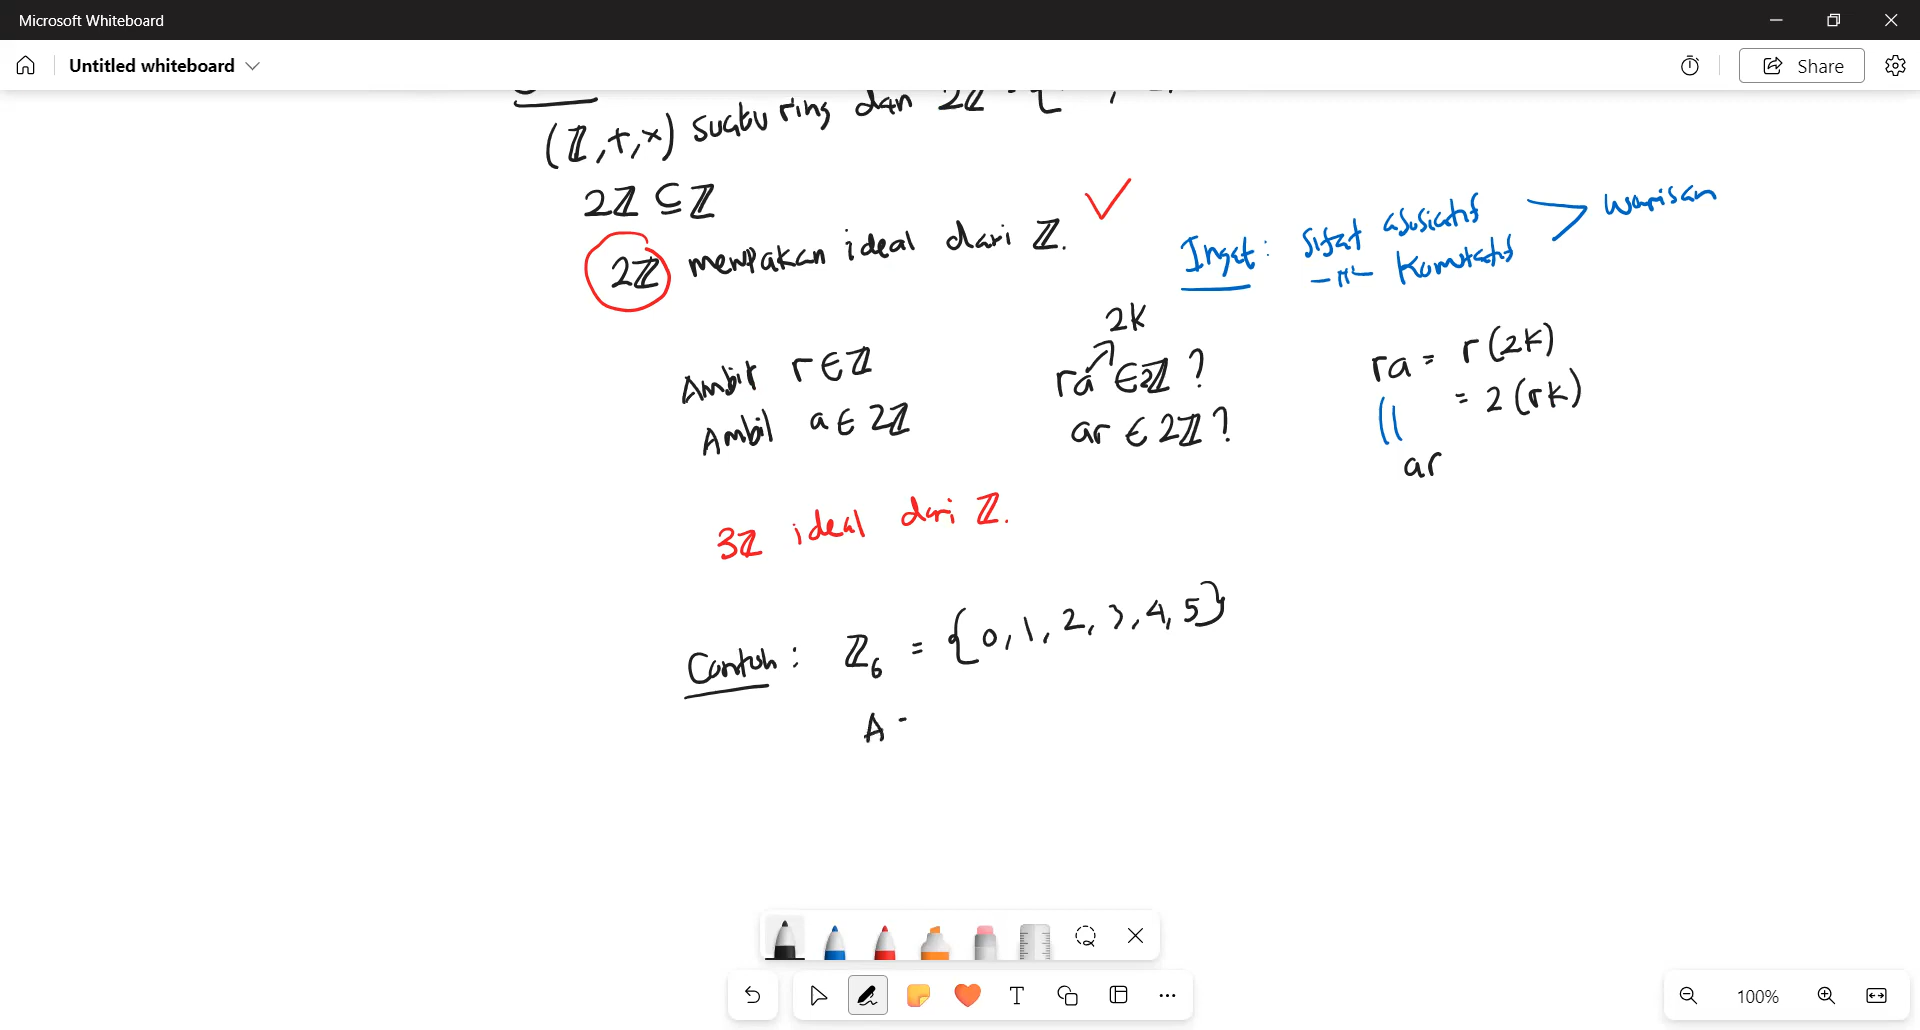 Microsoft Whiteboard
Untitled whiteboard
Share
(ℤ,+,×) suatu ring dan 2ℤ = {
2ℤ ⊆ ℤ
2ℤ merupakan ideal dari ℤ. ✓
Ingat: sifat asosiatif > warisan
—"— komutatif
Ambil r ∈ ℤ
Ambil a ∈ 2ℤ
2k
ra ∈ 2ℤ ?
ar ∈ 2ℤ ?
ra = r(2k)
= 2(rk)
ar
3ℤ ideal dari ℤ.
Contoh : ℤ6 = {0, 1, 2, 3, 4, 5}
A -
100%